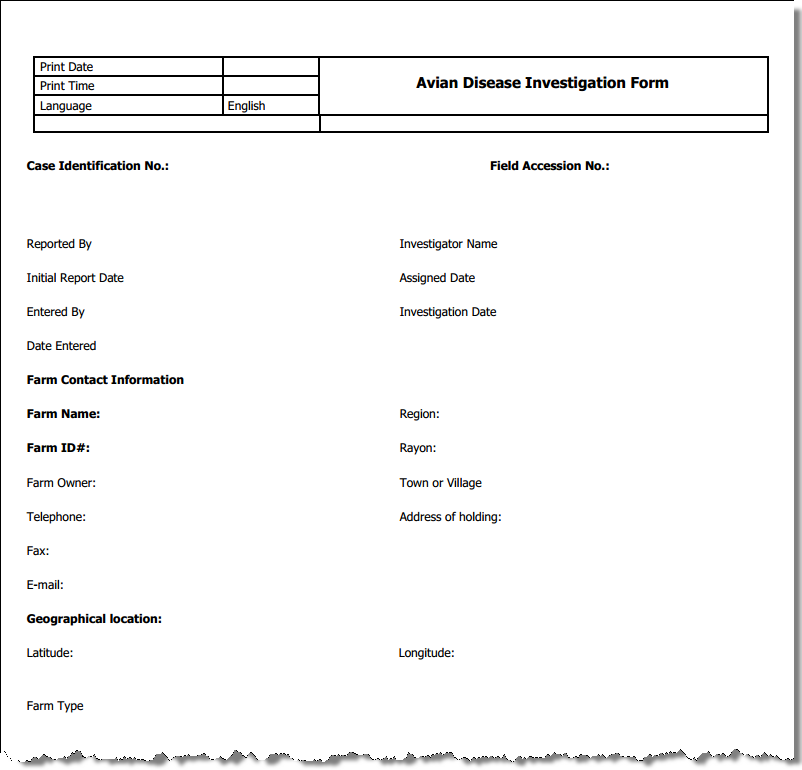 Print Date
Print Time
Language English
Avian Disease Investigation Form
Case Identification No.: Field Accession No.:
Reported By Investigator Name
Initial Report Date Assigned Date
Entered By Investigation Date
Date Entered
Farm Contact Information
Farm Name: Region:
Farm ID#: Rayon:
Farm Owner: Town or Village
Telephone: Address of holding:
Fax:
E-mail:
Geographical location:
Latitude: Longitude:
Farm Type